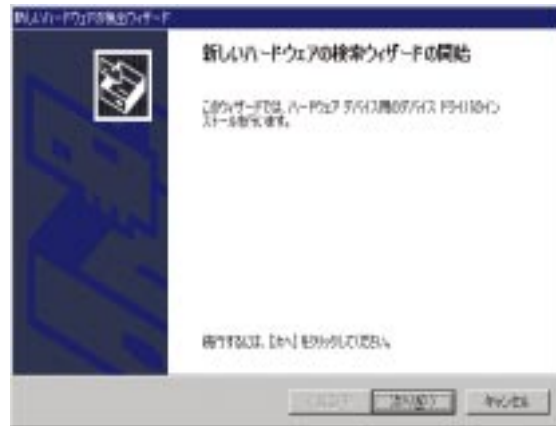 新しいハードウェアの検出ウィザード
新しいハードウェアの検索ウィザードの開始
このウィザードでは、ハードウェア デバイス用のデバイス ドライバのイン
ストールを行います。
続行するには、[次へ] をクリックしてください。
< 戻る(B)
次へ(N) >
キャンセル